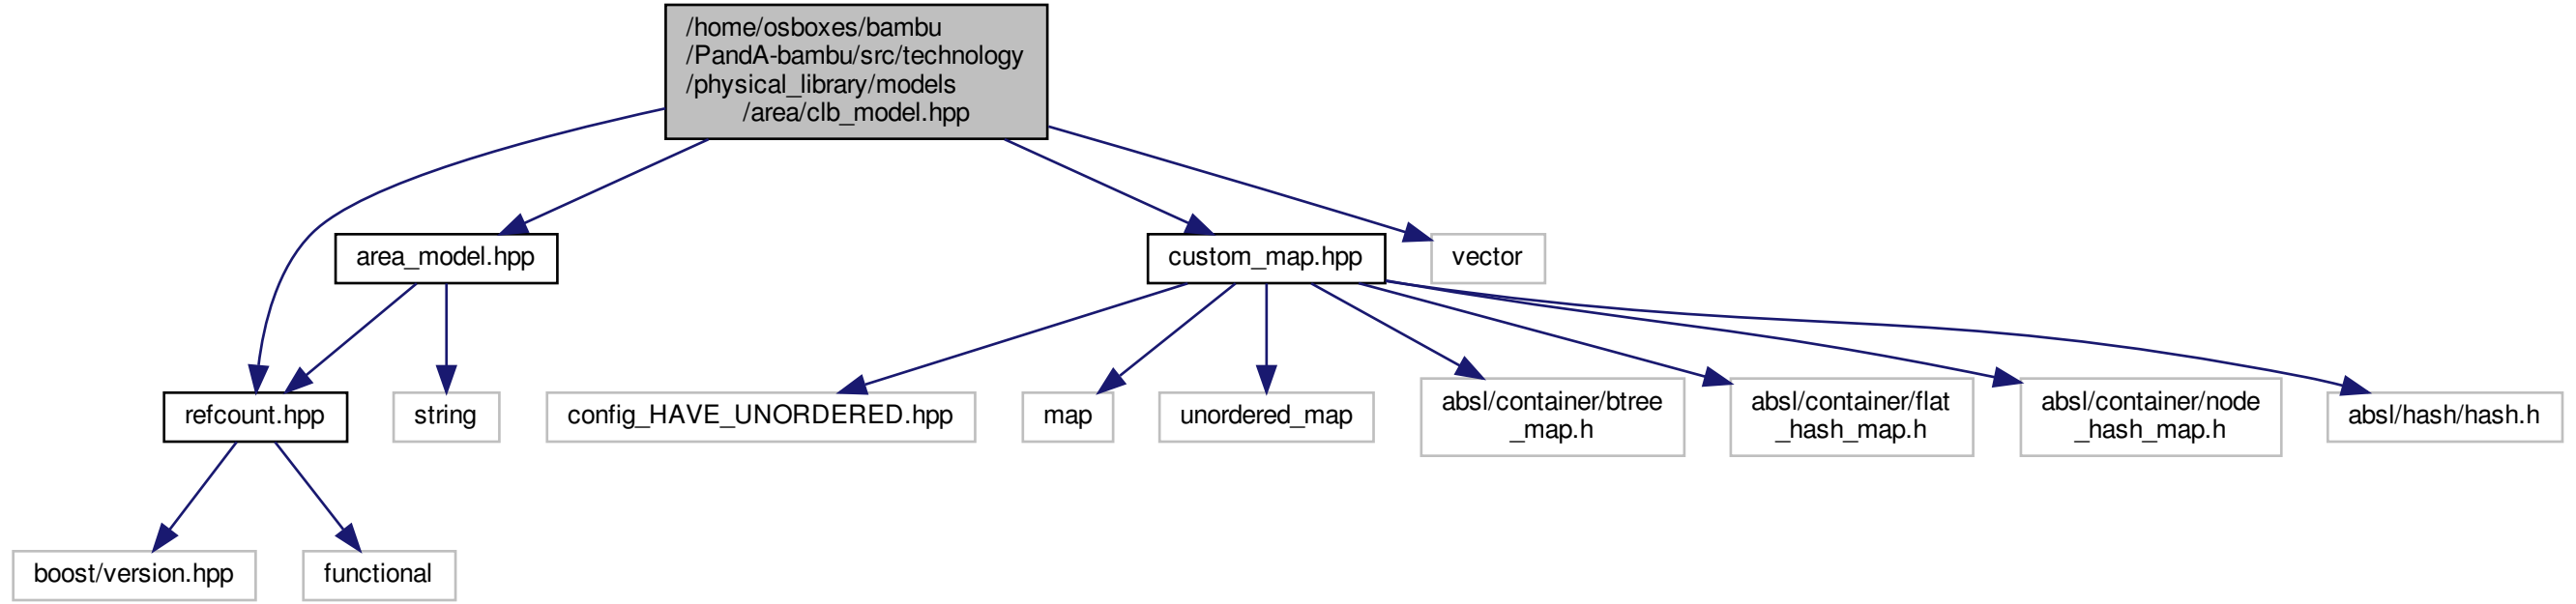 /home/osboxes/bambu
/PandA-bambu/src/technology
/physical_library/models
/area/clb_model.hpp
area_model.hpp
custom_map.hpp
vector
refcount.hpp
string
config_HAVE_UNORDERED.hpp
map
unordered_map
absl/container/btree
_map.h
absl/container/flat
_hash_map.h
absl/container/node
_hash_map.h
absl/hash/hash.h
boost/version.hpp
functional